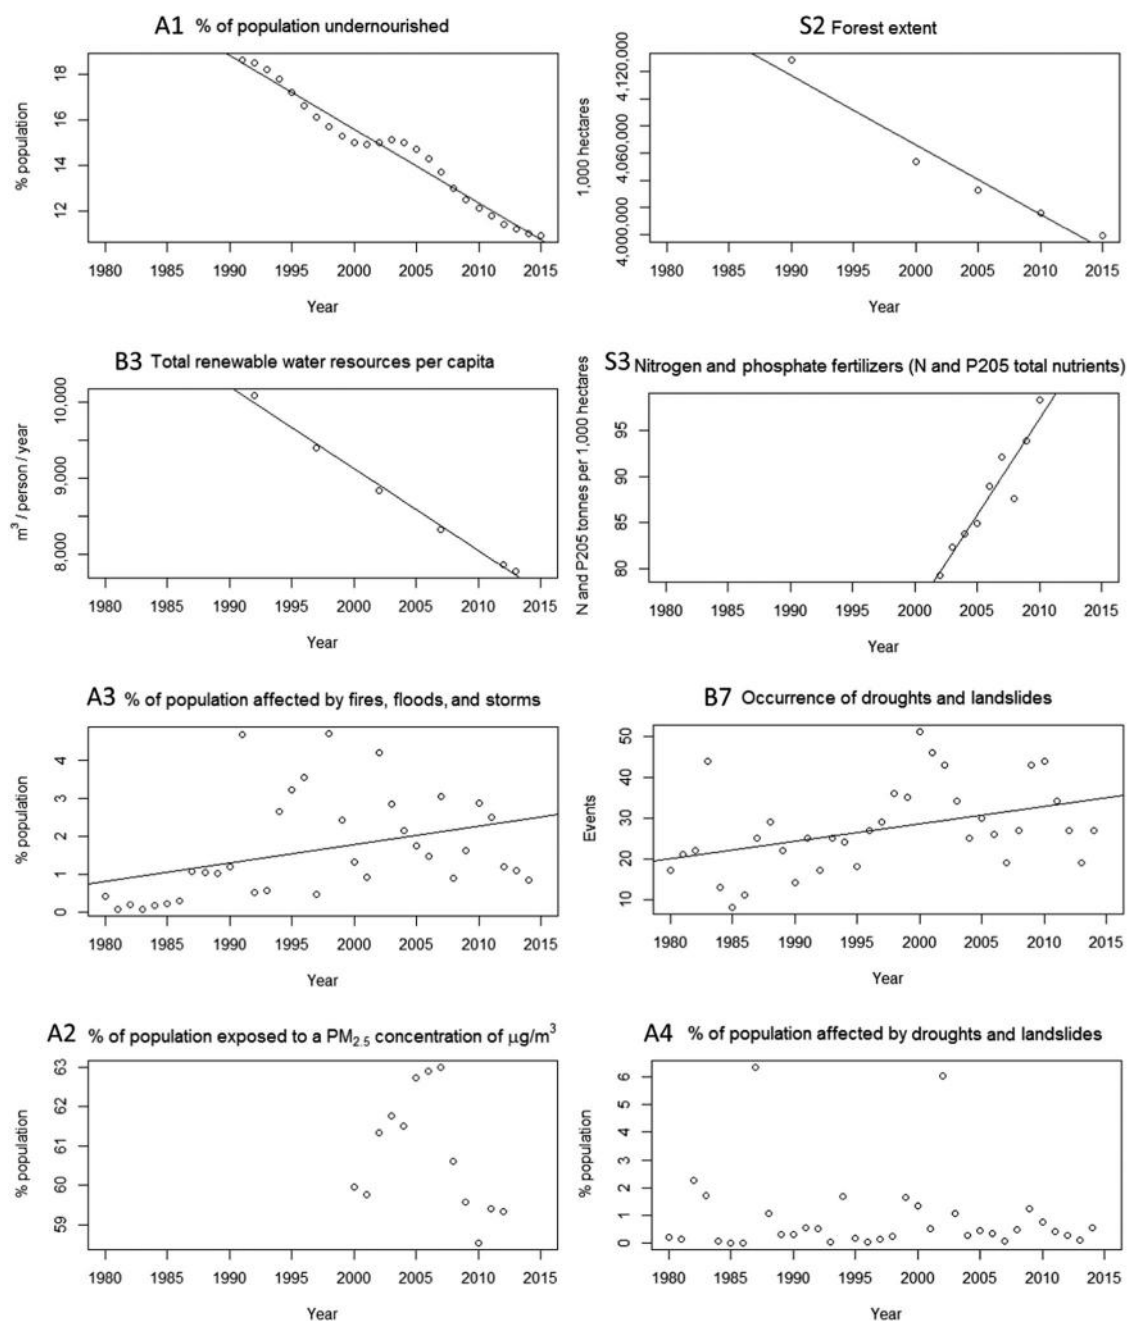 A1 % of population undernourished
% population
18
16
14
12
1980 1985 1990 1995 2000 2005 2010 2015
Year
S2 Forest extent
1,000 hectares
4,120,000
4,060,000
4,000,000
1980 1985 1990 1995 2000 2005 2010 2015
Year
B3 Total renewable water resources per capita
m³ / person / year
10,000
9,000
8,000
1980 1985 1990 1995 2000 2005 2010 2015
Year
S3 Nitrogen and phosphate fertilizers (N and P205 total nutrients)
N and P205 tonnes per 1,000 hectares
95
90
85
80
1980 1985 1990 1995 2000 2005 2010 2015
Year
A3 % of population affected by fires, floods, and storms
% population
4
3
2
1
0
1980 1985 1990 1995 2000 2005 2010 2015
Year
B7 Occurrence of droughts and landslides
Events
50
40
30
20
10
1980 1985 1990 1995 2000 2005 2010 2015
Year
A2 % of population exposed to a PM₂.₅ concentration of µg/m³
% population
63
62
61
60
59
1980 1985 1990 1995 2000 2005 2010 2015
Year
A4 % of population affected by droughts and landslides
% population
6
5
4
3
2
1
0
1980 1985 1990 1995 2000 2005 2010 2015
Year